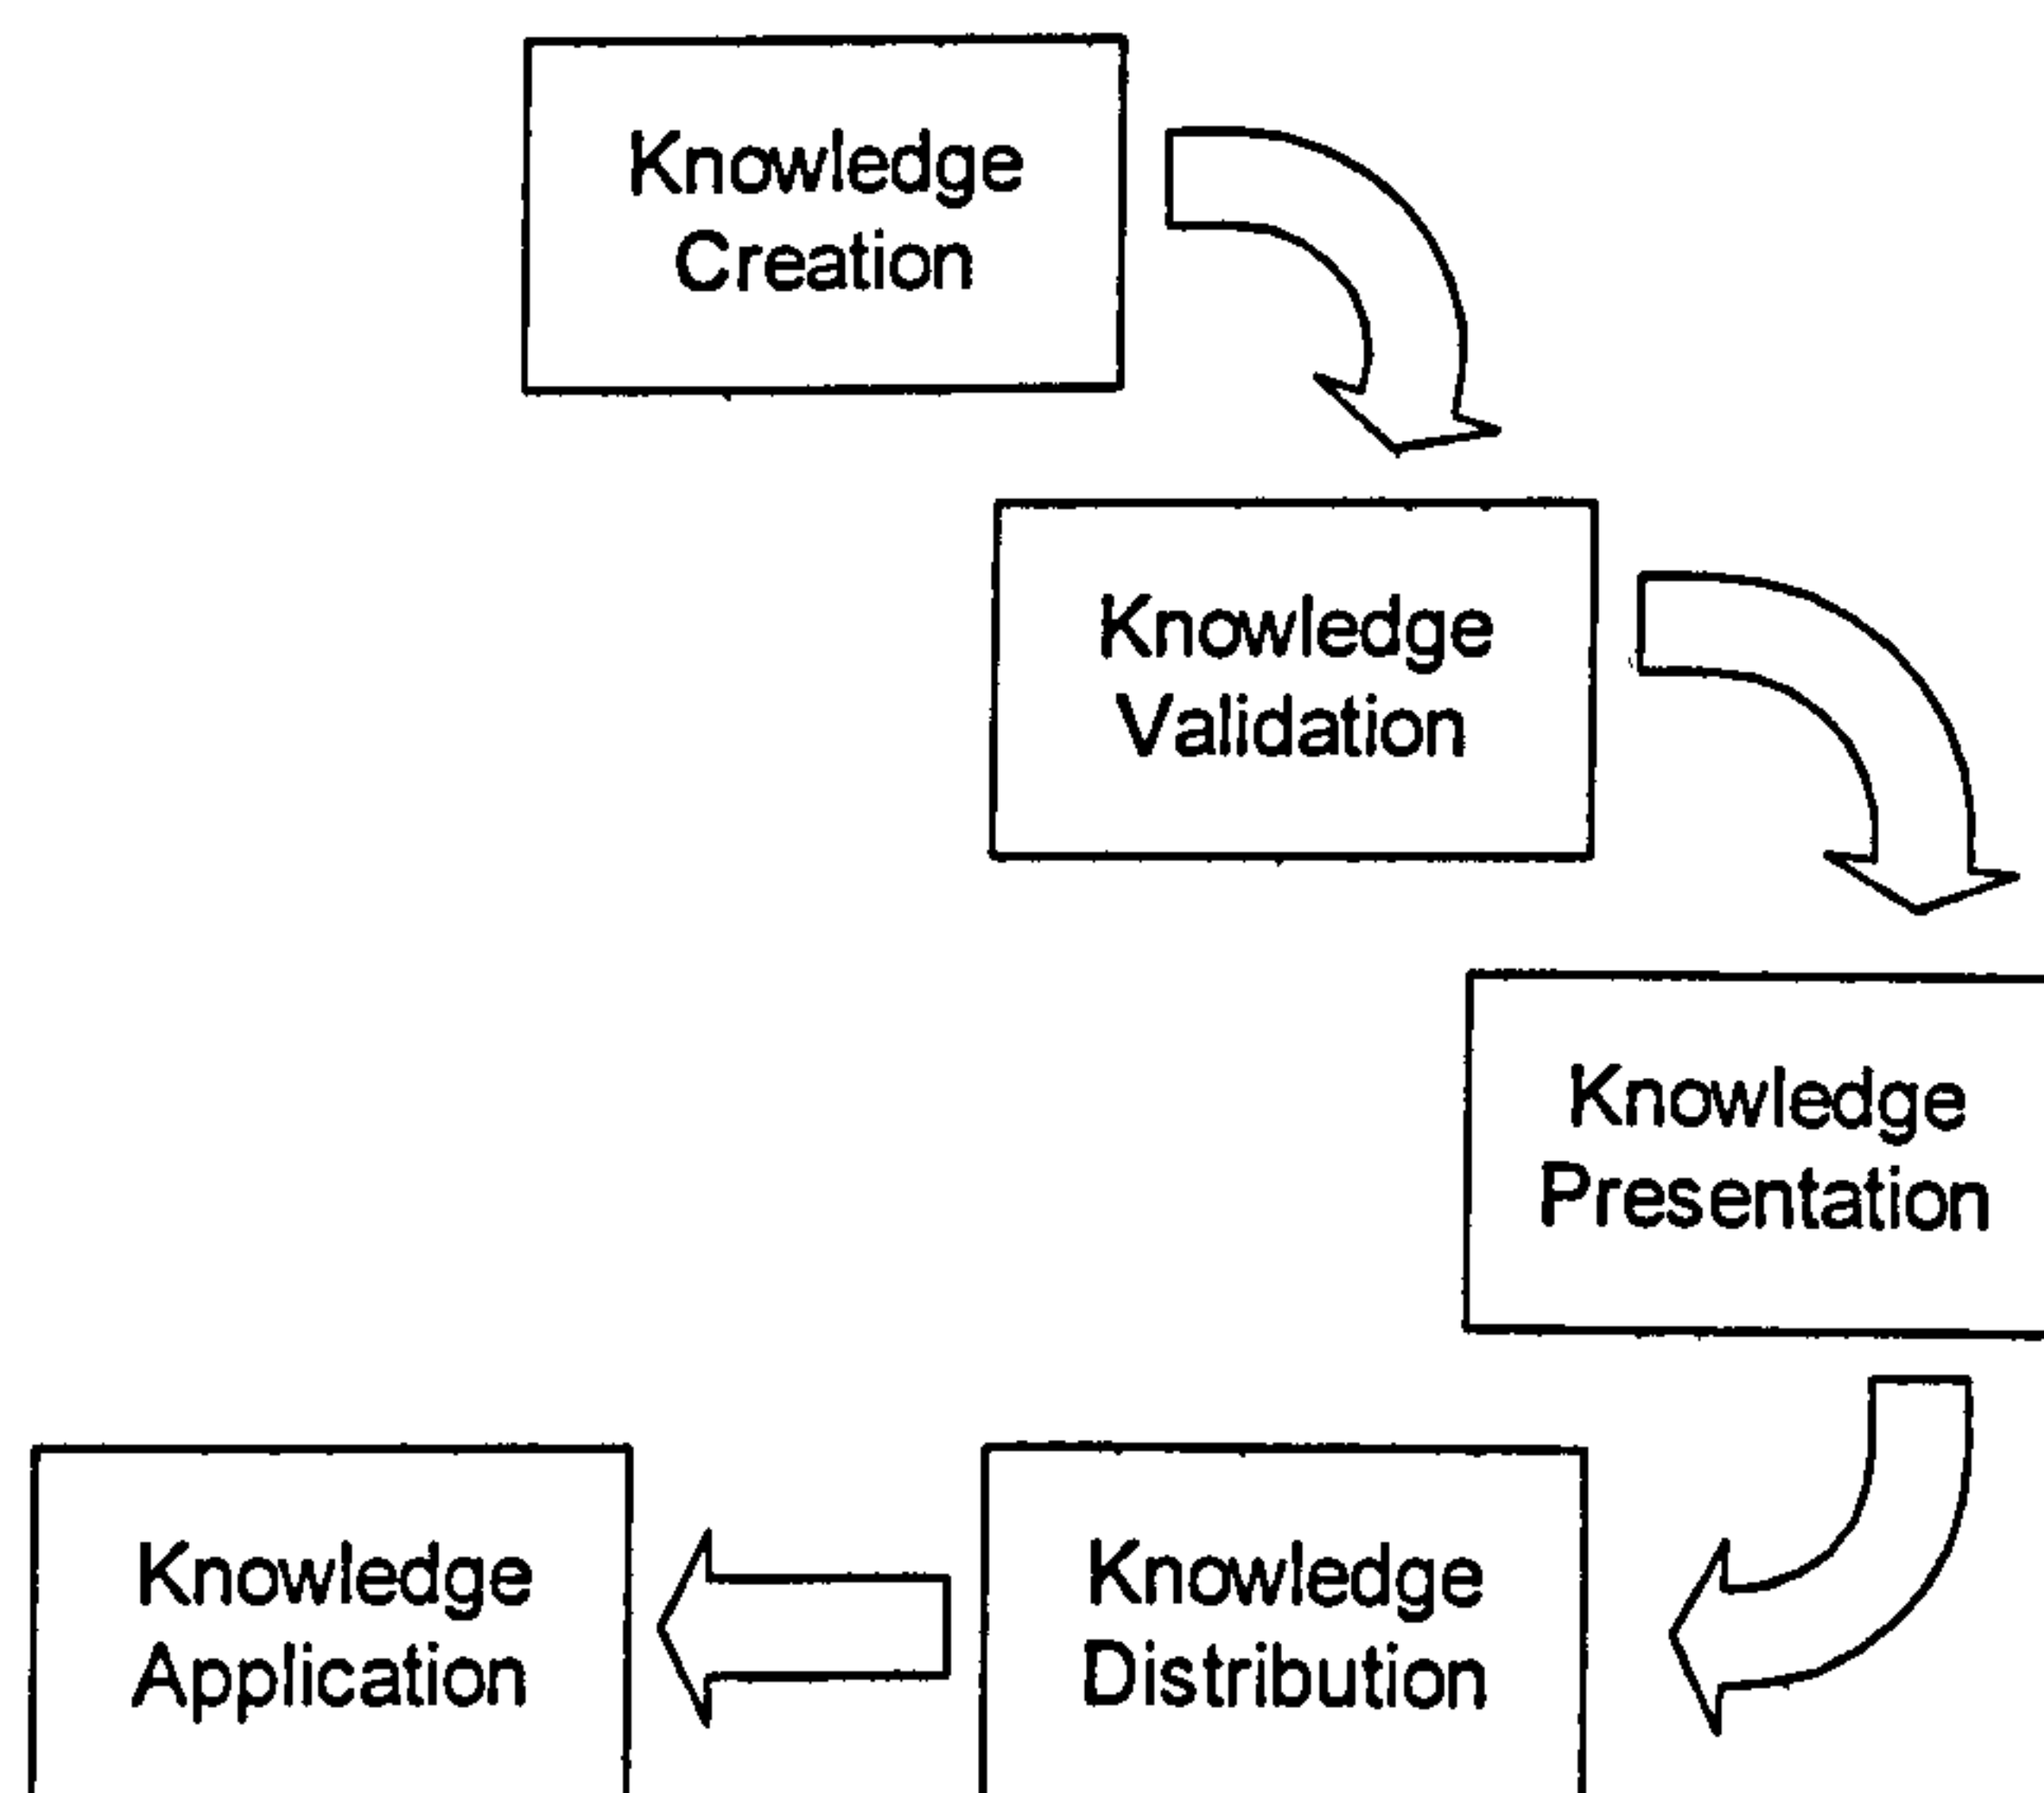 Knowledge
Creation
Knowledge
Validation
Knowledge
Presentation
Knowledge
Distribution
Knowledge
Application